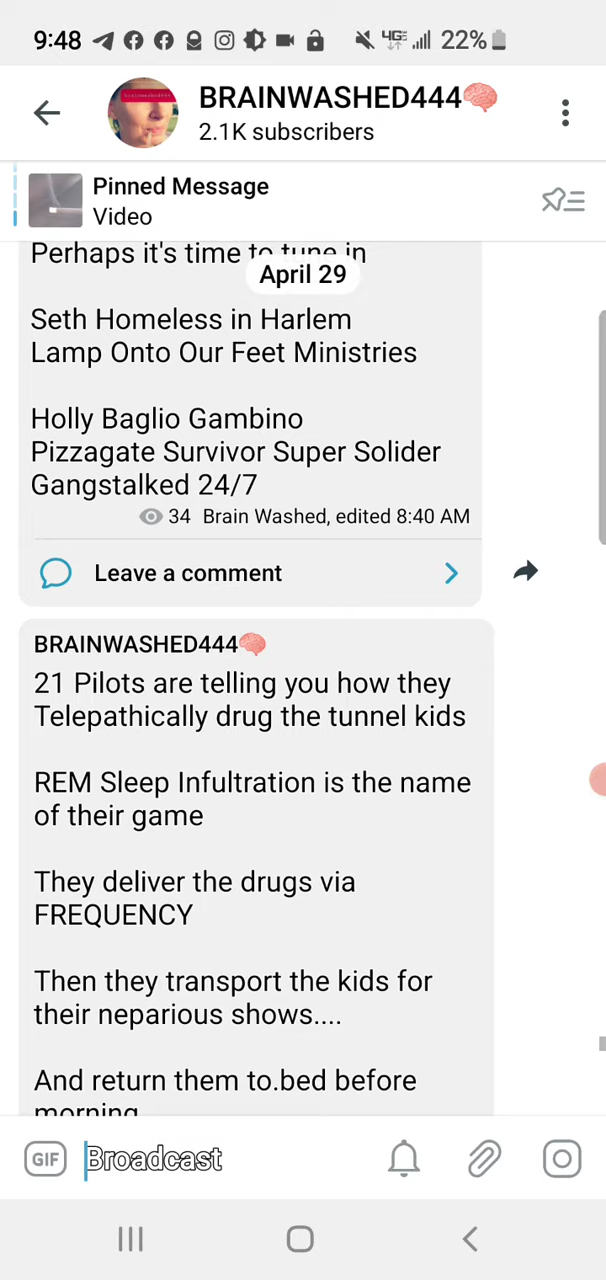 9:48
4GE
22%
BRAINWASHED444🧠
2.1K subscribers
Pinned Message
Video
Perhaps it's time to tune in
April 29
Seth Homeless in Harlem
Lamp Onto Our Feet Ministries
Holly Baglio Gambino
Pizzagate Survivor Super Solider
Gangstalked 24/7
34 Brain Washed, edited 8:40 AM
Leave a comment
BRAINWASHED444🧠
21 Pilots are telling you how they
Telepathically drug the tunnel kids
REM Sleep Infultration is the name
of their game
They deliver the drugs via
FREQUENCY
Then they transport the kids for
their neparious shows....
And return them to.bed before
morning
GIF
Broadcast